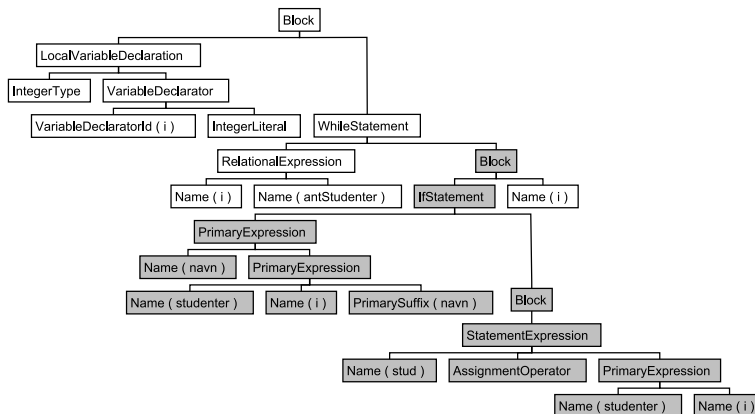 Block
LocalVariableDeclaration
IntegerType VariableDeclarator
VariableDeclaratorId ( i ) IntegerLiteral WhileStatement
RelationalExpression Block
Name ( i ) Name ( antStudenter ) IfStatement Name ( i )
PrimaryExpression
Name ( navn ) PrimaryExpression
Name ( studenter ) Name ( i ) PrimarySuffix ( navn ) Block
StatementExpression
Name ( stud ) AssignmentOperator PrimaryExpression
Name ( studenter ) Name ( i )